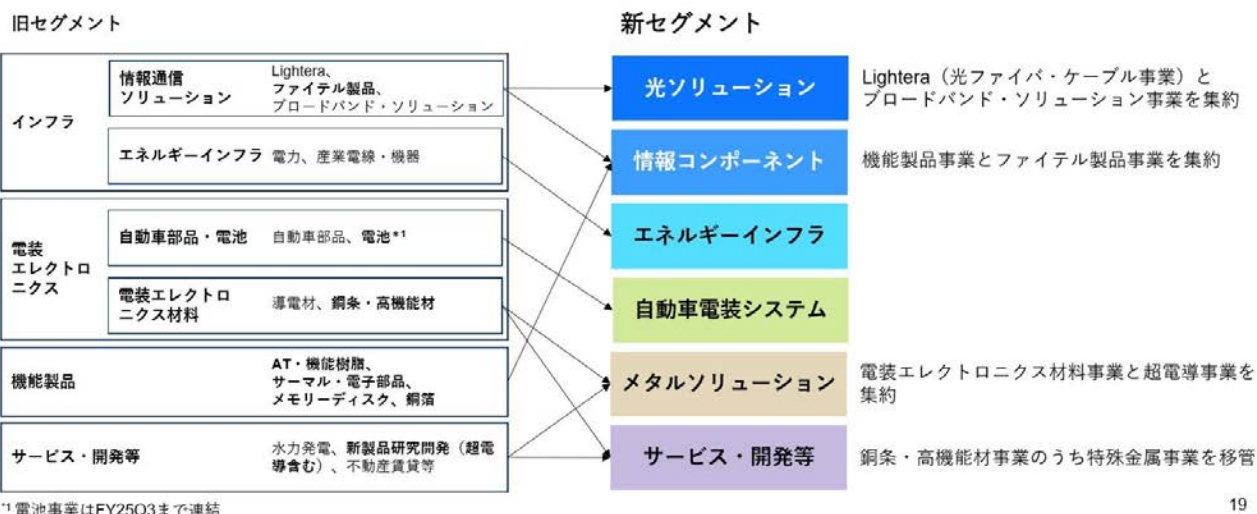 旧セグメント
新セグメント
インフラ
情報通信
ソリューション
Lightera、
ファイテル製品、
ブロードバンド・ソリューション
エネルギーインフラ
電力、産業電線・機器
電装
エレクトロ
ニクス
自動車部品・電池
自動車部品、電池*1
電装エレクトロ
ニクス材料
導電材、銅条・高機能材
機能製品
AT・機能樹脂、
サーマル・電子部品、
メモリーディスク、銅箔
サービス・開発等
水力発電、新製品研究開発（超電
導含む）、不動産賃貸等
光ソリューション
Lightera（光ファイバ・ケーブル事業）と
ブロードバンド・ソリューション事業を集約
情報コンポーネント
機能製品事業とファイテル製品事業を集約
エネルギーインフラ
自動車電装システム
メタルソリューション
電装エレクトロニクス材料事業と超電導事業を
集約
サービス・開発等
銅条・高機能材事業のうち特殊金属事業を移管
*1 電池事業はFY25Q3まで連結
19